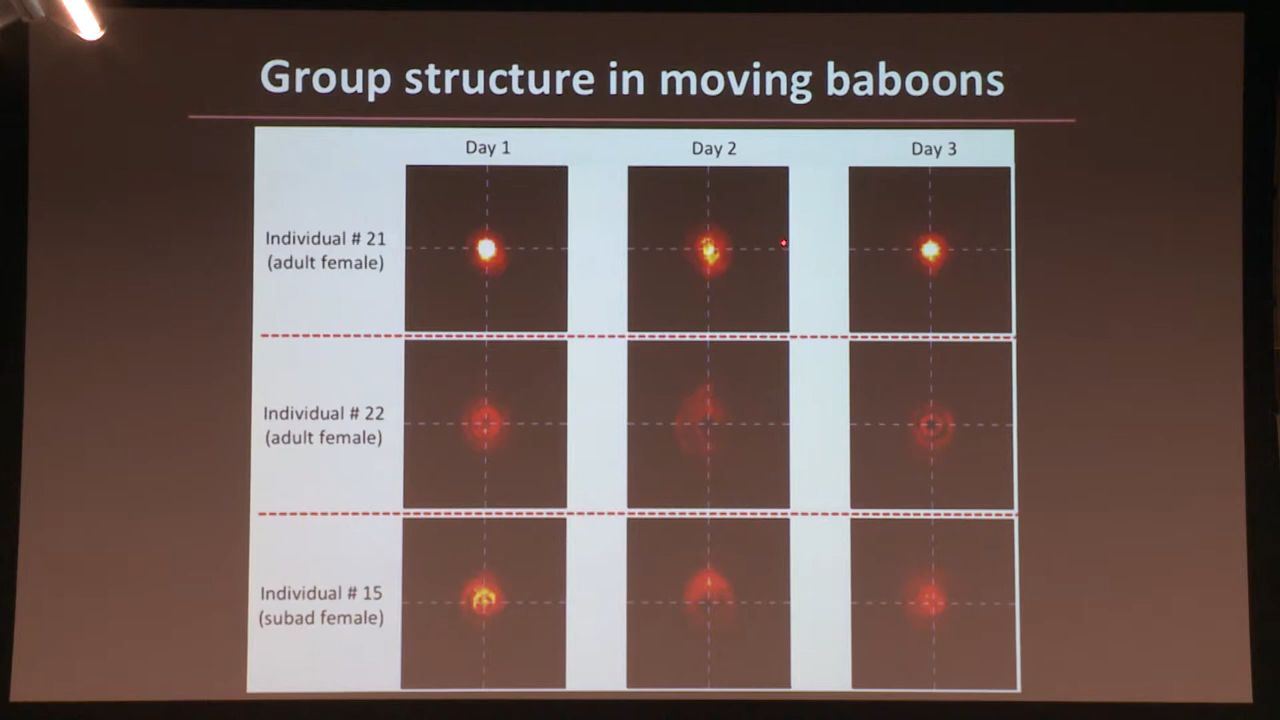 Group structure in moving baboons
Day 1
Day 2
Day 3
Individual # 21
(adult female)
Individual # 22
(adult female)
Individual # 15
(subad female)